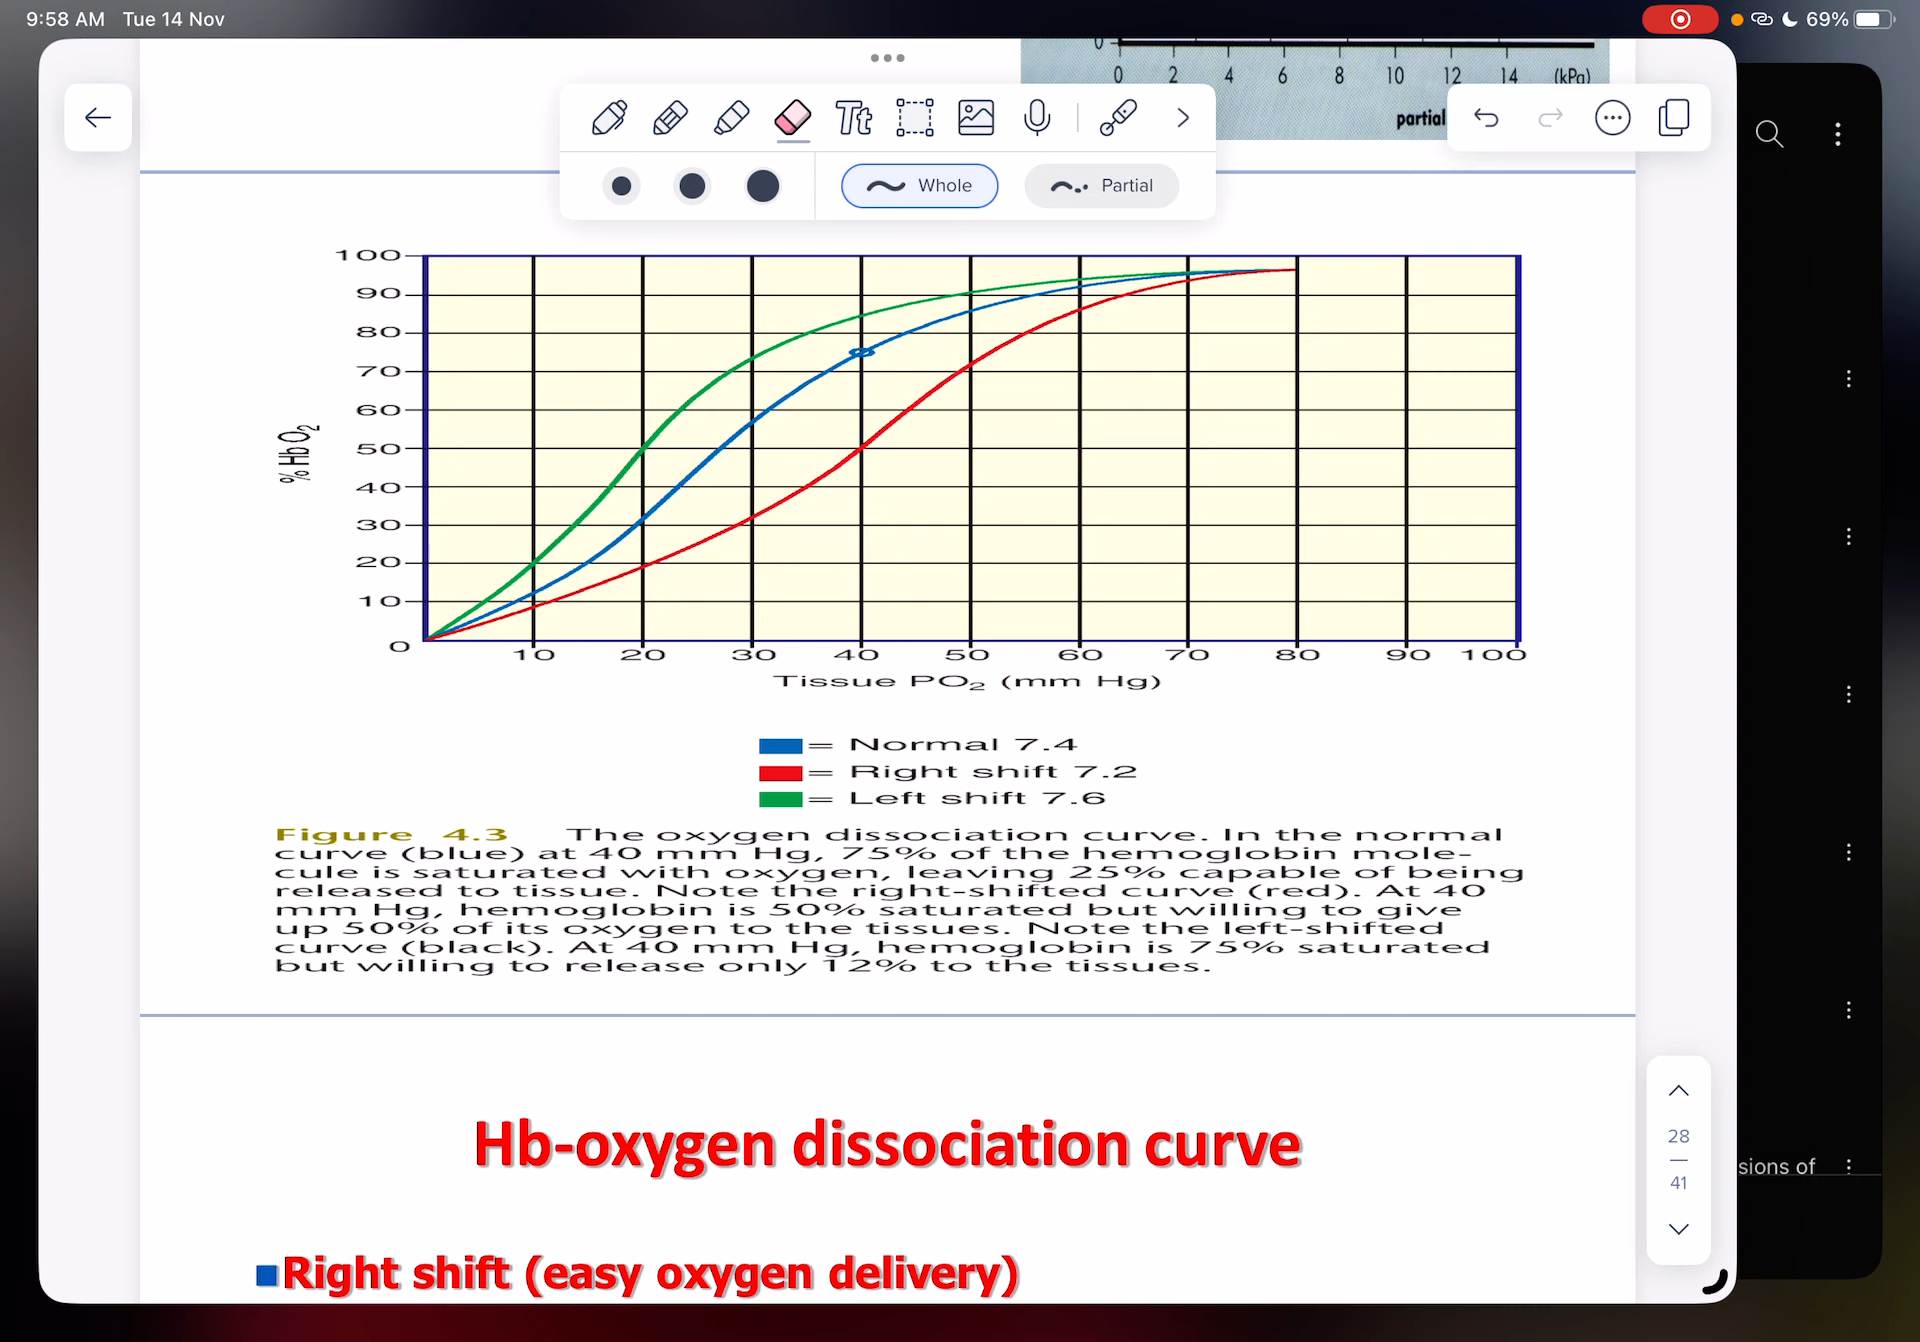 9:58 AM Tue 14 Nov
69%
0
0 2 4 6 8 10 12 14 (kPa)
partial
Tt
Whole
Partial
100
90
80
70
60
50
40
30
20
10
0
% Hb O₂
10 20 30 40 50 60 70 80 90 100
Tissue PO₂ (mm Hg)
= Normal 7.4
= Right shift 7.2
= Left shift 7.6
Figure 4.3 The oxygen dissociation curve. In the normal
curve (blue) at 40 mm Hg, 75% of the hemoglobin mole-
cule is saturated with oxygen, leaving 25% capable of being
released to tissue. Note the right-shifted curve (red). At 40
mm Hg, hemoglobin is 50% saturated but willing to give
up 50% of its oxygen to the tissues. Note the left-shifted
curve (black). At 40 mm Hg, hemoglobin is 75% saturated
but willing to release only 12% to the tissues.
Hb-oxygen dissociation curve
Right shift (easy oxygen delivery)
28
41
sions of